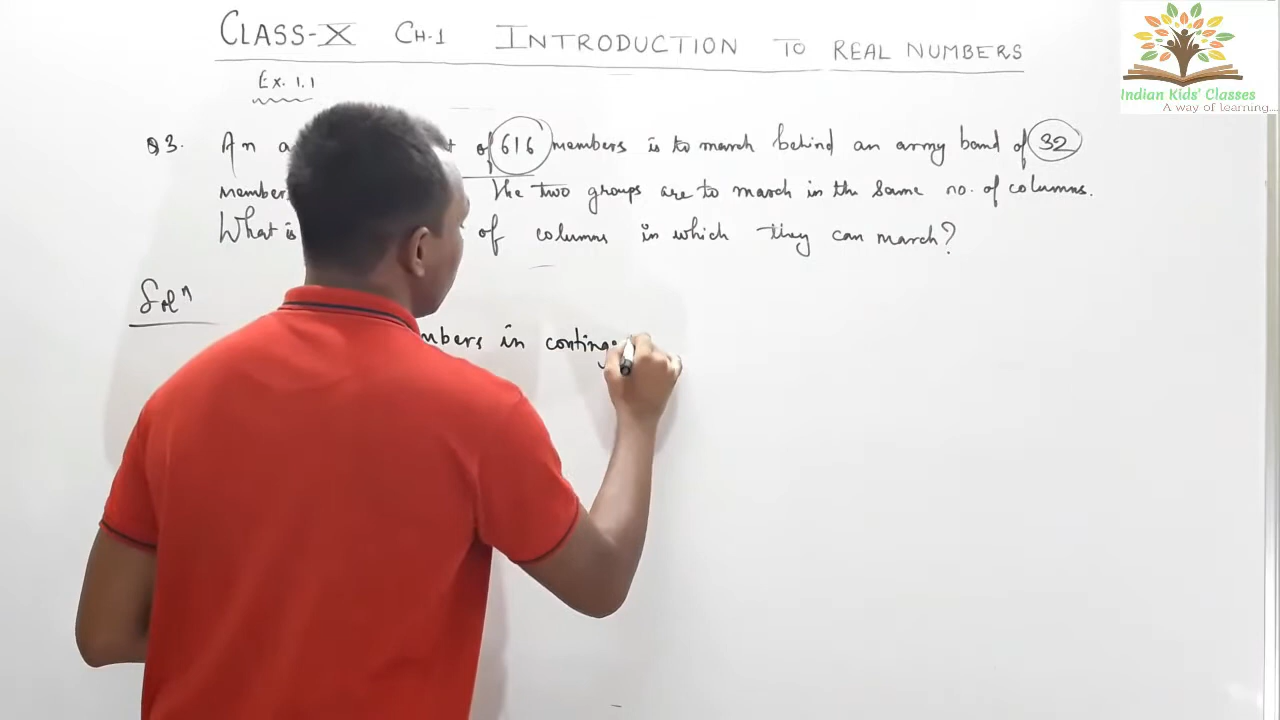 CLASS-X CH-1 INTRODUCTION TO REAL NUMBERS
Ex. 1.1
Q3. An a of 616 members is to march behind an army band of 32
member The two groups are to march in the same no. of columns.
What is of columns in which they can march?
Solⁿ
mbers in contінge
Indian Kids' Classes
A way of learning...